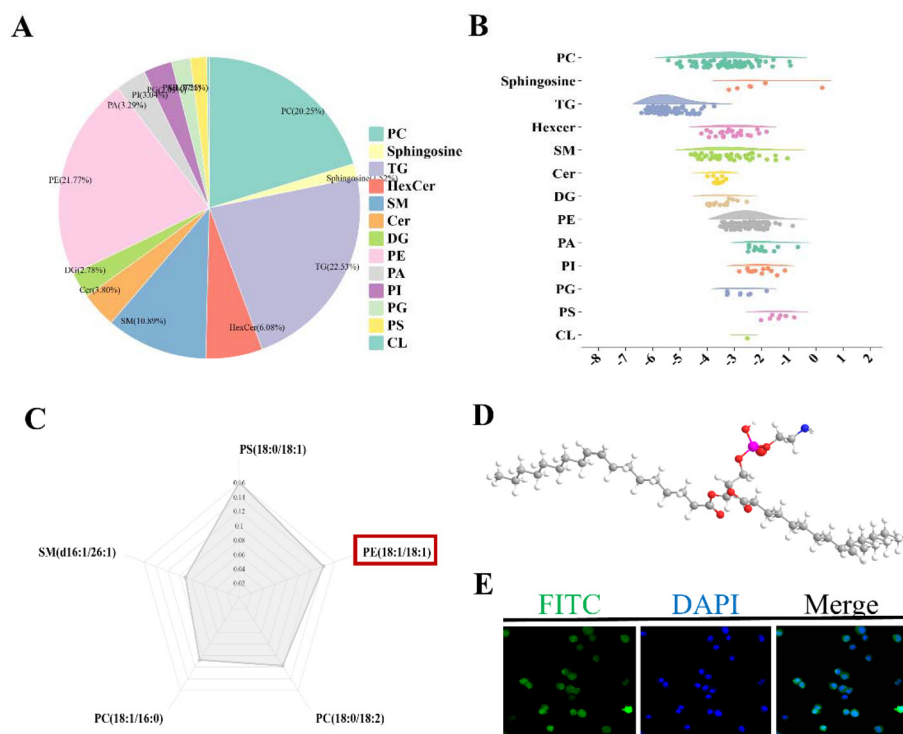 A
PC(20.25%)
TG(22.53%)
HexCer(6.08%)
SM(10.89%)
Cer(3.80%)
DG(2.78%)
PE(21.77%)
PA(3.29%)
PI(3.04%)
PC
Sphingosine
TG
HexCer
SM
Cer
DG
PE
PA
PI
PG
PS
CL
B
PC
Sphingosine
TG
Hexcer
SM
Cer
DG
PE
PA
PI
PG
PS
CL
-8 -7 -6 -5 -4 -3 -2 -1 0 1 2
C
PS(18:0/18:1)
0.16
0.14
0.12
0.1
0.08
0.06
0.04
0.02
SM(d16:1/26:1)
PE(18:1/18:1)
PC(18:1/16:0)
PC(18:0/18:2)
D
E
FITC DAPI Merge